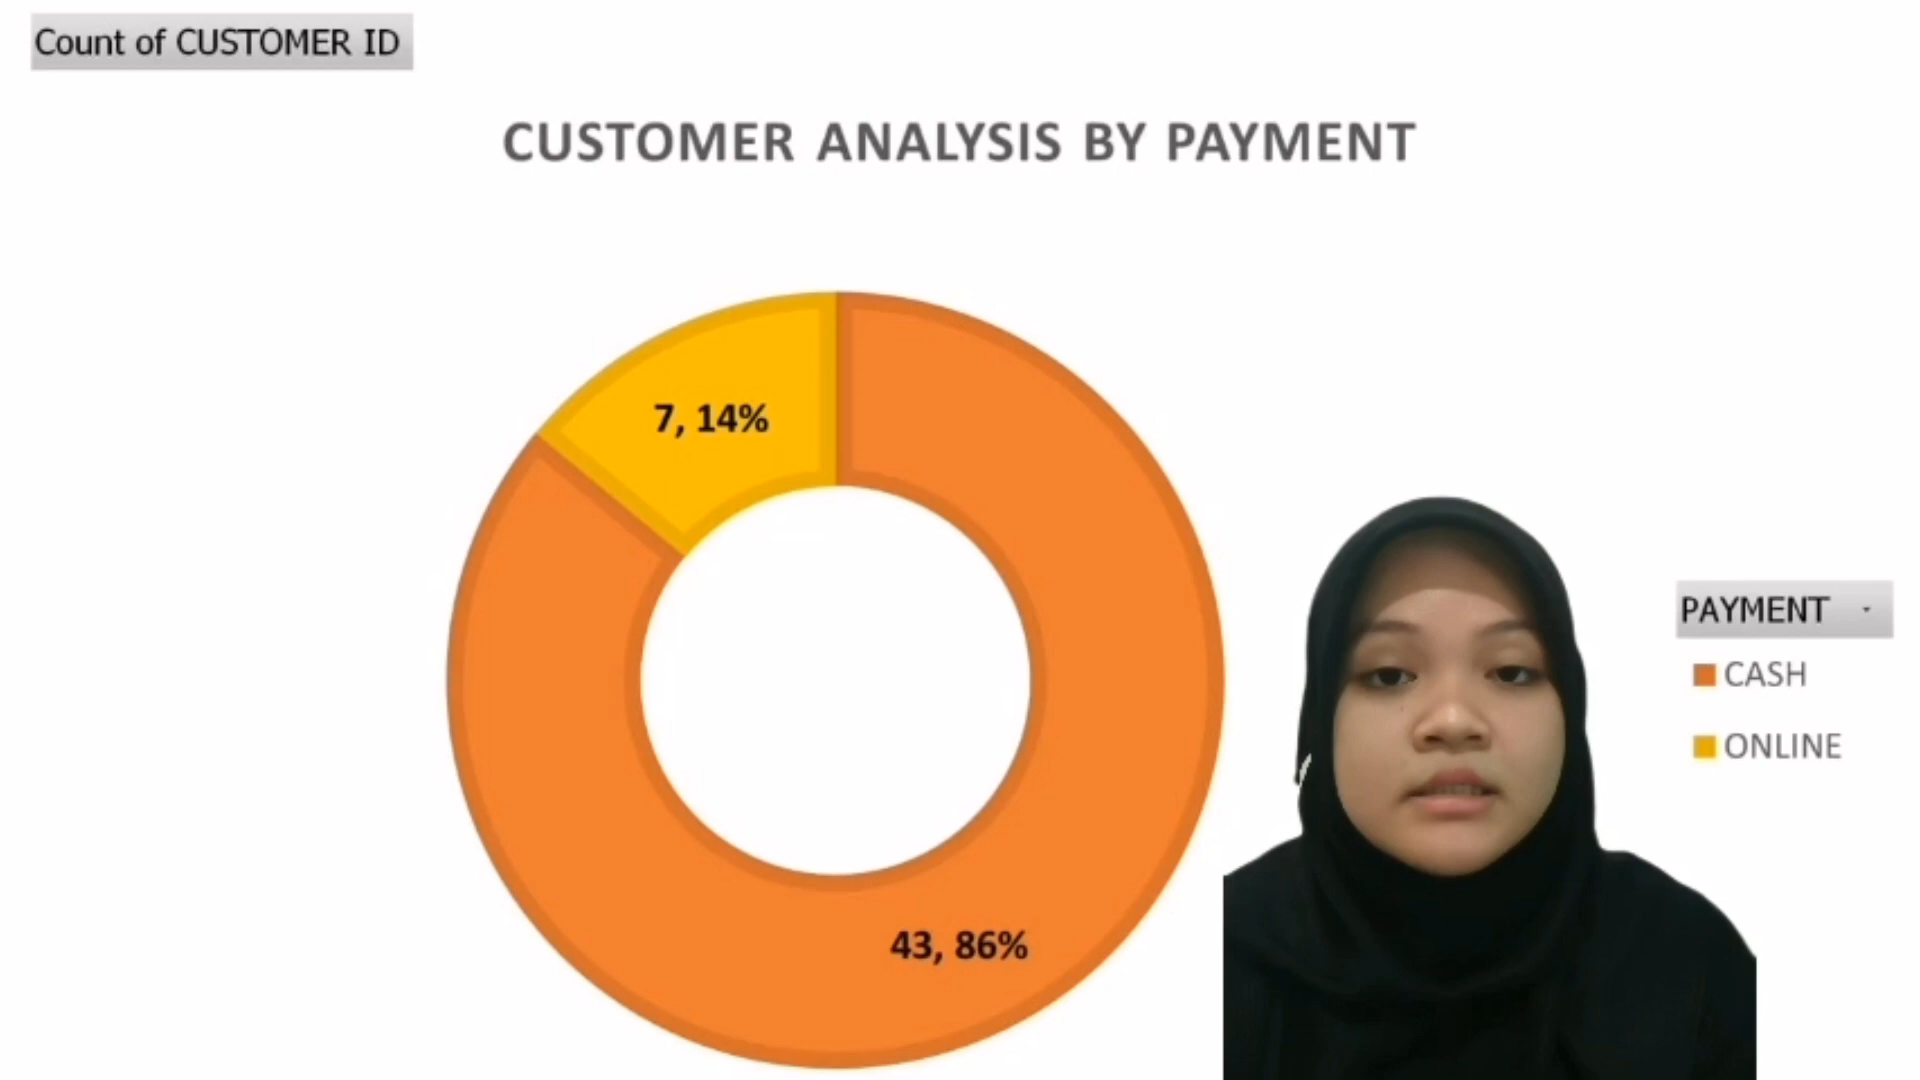 Count of CUSTOMER ID
CUSTOMER ANALYSIS BY PAYMENT
7, 14%
43, 86%
PAYMENT
CASH
ONLINE